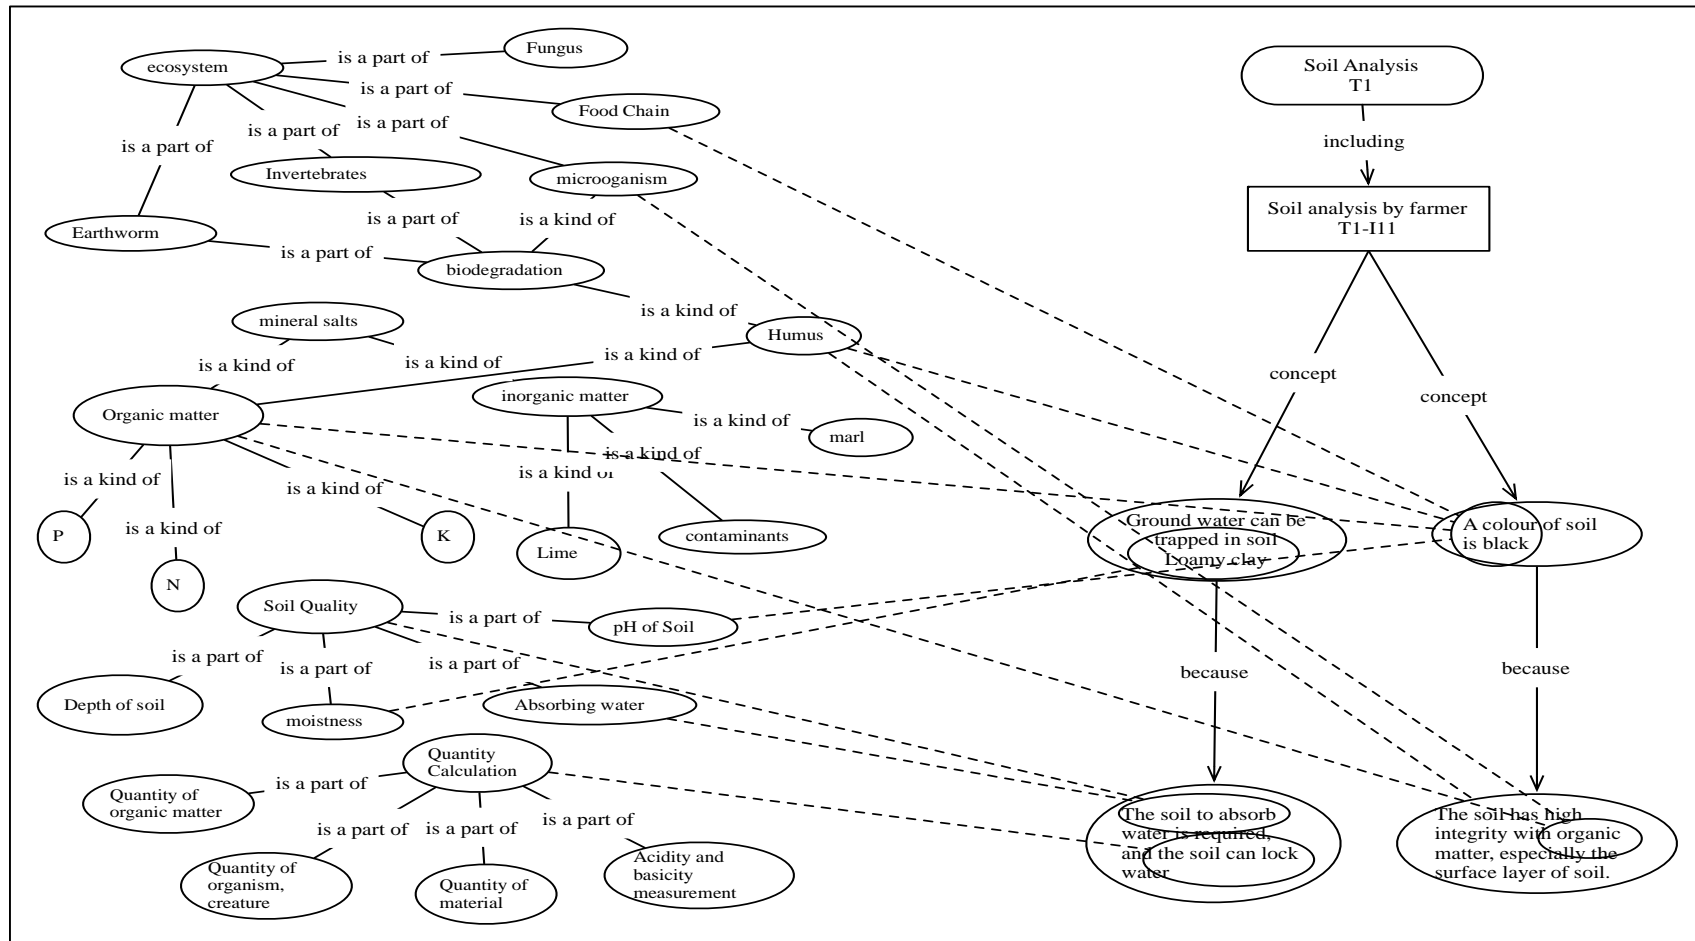 is a part of
Fungus
ecosystem
is a part of
Food Chain
is a part of
is a part of
is a part of
Invertebrates
microoganism
is a part of
is a kind of
Earthworm
is a part of
biodegradation
is a kind of
mineral salts
Humus
is a kind of
is a kind of
is a kind of
Organic matter
inorganic matter
is a kind of
marl
is a kind of
is a kind of
is a kind of
is a kind of
is a kind of
P
N
K
Lime
contaminants
Soil Quality
is a part of
pH of Soil
is a part of
is a part of
is a part of
Depth of soil
moistness
Absorbing water
Quantity
Calculation
is a part of
Quantity of
organic matter
is a part of
is a part of
is a part of
Quantity of
organism,
creature
Quantity of
material
Acidity and
basicity
measurement
Soil Analysis
T1
including
Soil analysis by farmer
T1-I11
concept
concept
Ground water can be
trapped in soil
Loamy clay
A colour of soil
is black
because
because
The soil to absorb
water is required,
and the soil can lock
water
The soil has high
integrity with organic
matter, especially the
surface layer of soil.